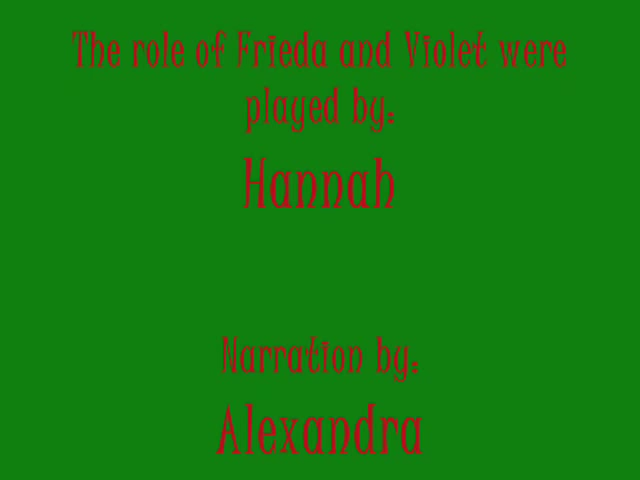 The role of Frieda and Violet were
played by:
Hannah
Narration by:
Alexandra